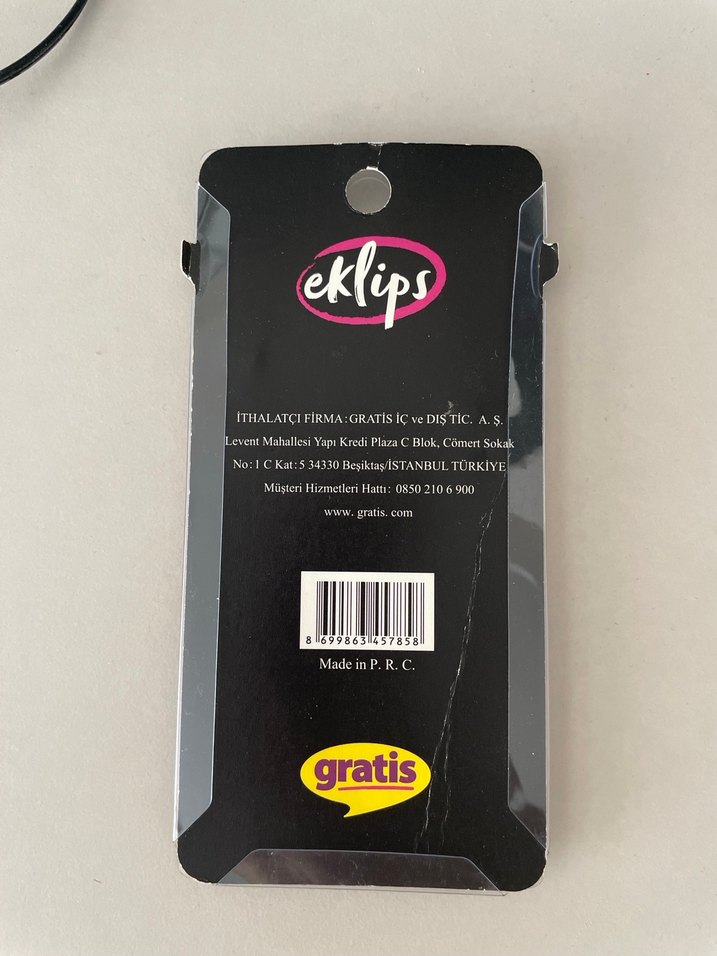 eklips
İTHALATÇI FİRMA : GRATIS İÇ ve DIŞ TİC. A. Ş.
Levent Mahallesi Yapı Kredi Plaza C Blok, Cömert Sokak
No : 1 C Kat : 5 34330 Beşiktaş/İSTANBUL TÜRKİYE
Müşteri Hizmetleri Hattı : 0850 210 6 900
www. gratis. com
8 699863 457858
Made in P. R. C.
gratis